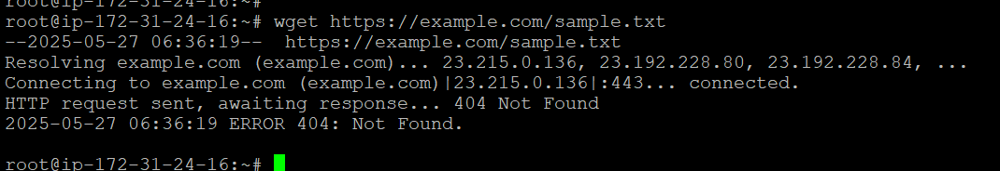 root@ip-172-31-24-16:~#
root@ip-172-31-24-16:~# wget https://example.com/sample.txt
--2025-05-27 06:36:19--  https://example.com/sample.txt
Resolving example.com (example.com)... 23.215.0.136, 23.192.228.80, 23.192.228.84, ...
Connecting to example.com (example.com)|23.215.0.136|:443... connected.
HTTP request sent, awaiting response... 404 Not Found
2025-05-27 06:36:19 ERROR 404: Not Found.
root@ip-172-31-24-16:~#